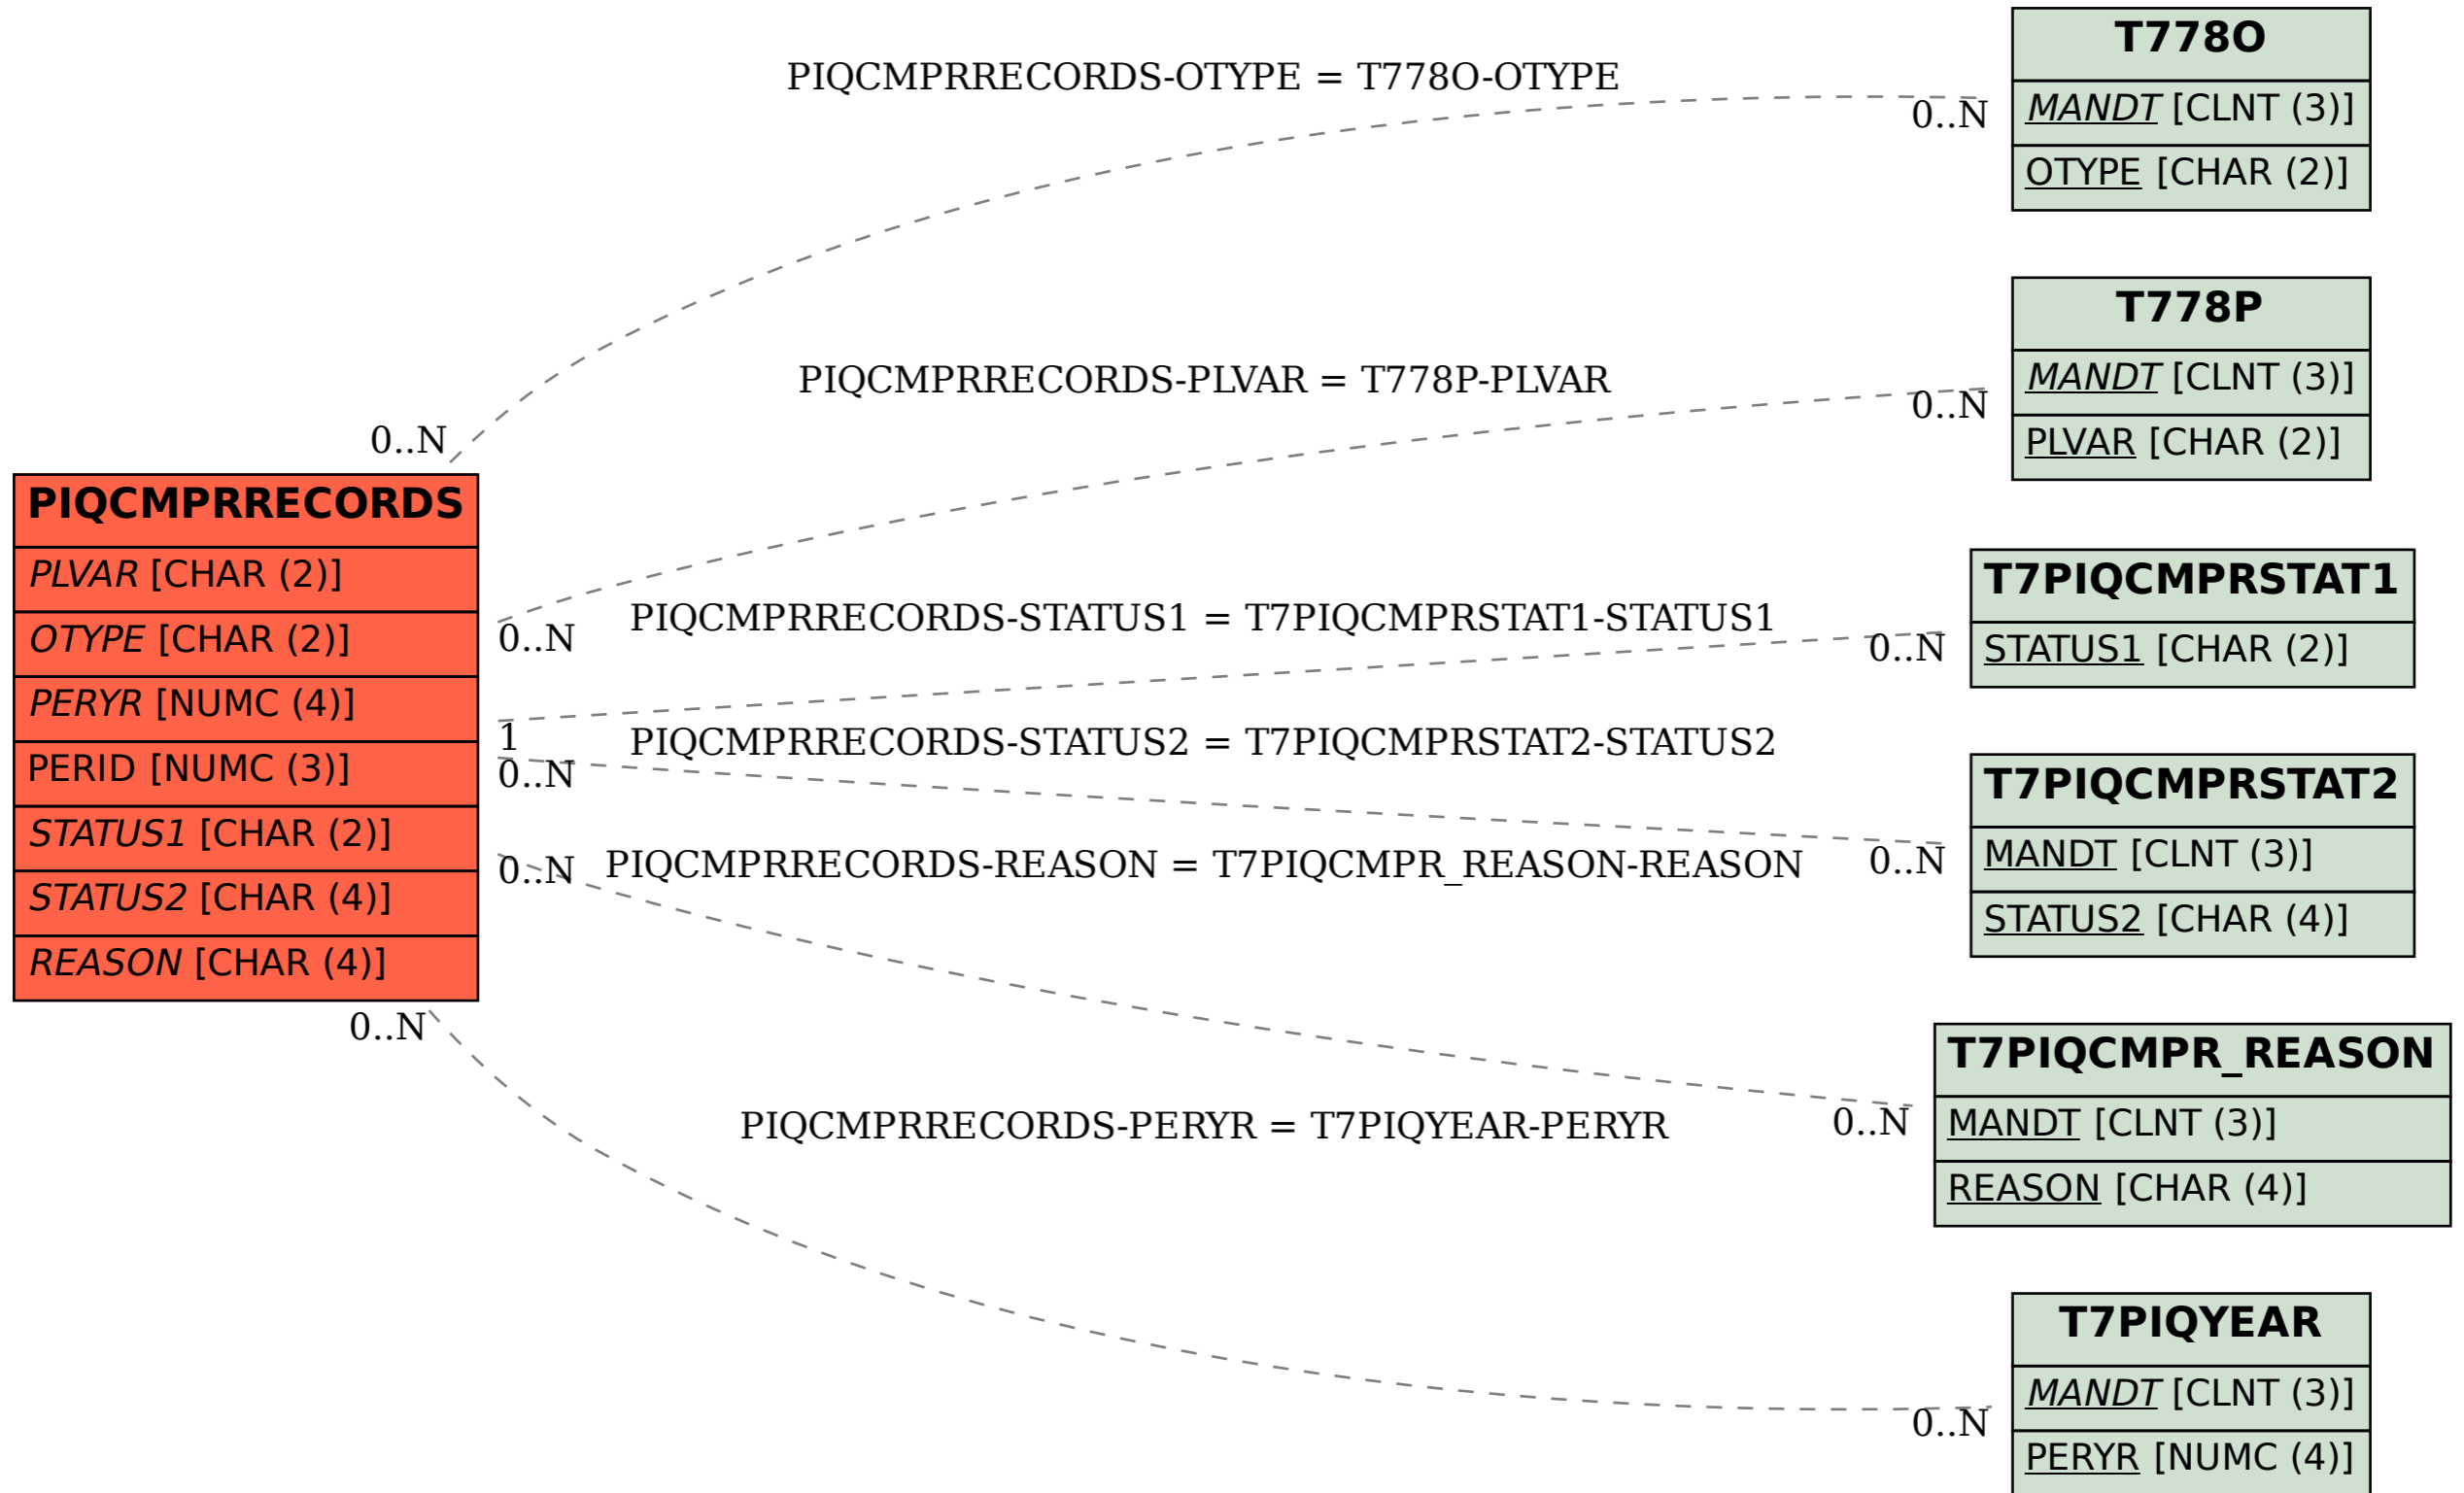 T778O
MANDT [CLNT (3)]
OTYPE [CHAR (2)]
PIQCMPRRECORDS-OTYPE = T778O-OTYPE
0..N
0..N
T778P
MANDT [CLNT (3)]
PLVAR [CHAR (2)]
PIQCMPRRECORDS-PLVAR = T778P-PLVAR
0..N
0..N
PIQCMPRRECORDS
PLVAR [CHAR (2)]
OTYPE [CHAR (2)]
PERYR [NUMC (4)]
PERID [NUMC (3)]
STATUS1 [CHAR (2)]
STATUS2 [CHAR (4)]
REASON [CHAR (4)]
PIQCMPRRECORDS-STATUS1 = T7PIQCMPRSTAT1-STATUS1
0..N
1
T7PIQCMPRSTAT1
STATUS1 [CHAR (2)]
PIQCMPRRECORDS-STATUS2 = T7PIQCMPRSTAT2-STATUS2
0..N
0..N
T7PIQCMPRSTAT2
MANDT [CLNT (3)]
STATUS2 [CHAR (4)]
PIQCMPRRECORDS-REASON = T7PIQCMPR_REASON-REASON
0..N
0..N
T7PIQCMPR_REASON
MANDT [CLNT (3)]
REASON [CHAR (4)]
0..N
PIQCMPRRECORDS-PERYR = T7PIQYEAR-PERYR
0..N
T7PIQYEAR
MANDT [CLNT (3)]
PERYR [NUMC (4)]